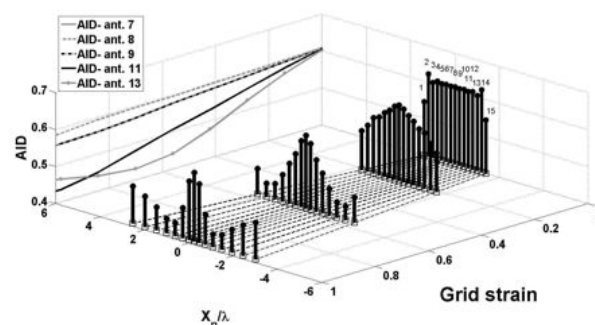 AID- ant. 7
AID- ant. 8
AID- ant. 9
AID- ant. 11
AID- ant. 13
2 3 4 5 6 7 8 9 10 11 12 13 14
1
15
0.7
0.6
0.5
0.4
AID
6
4
2
0
-2
-4
-6
Xn/λ
1
0.8
0.6
0.4
0.2
0
Grid strain